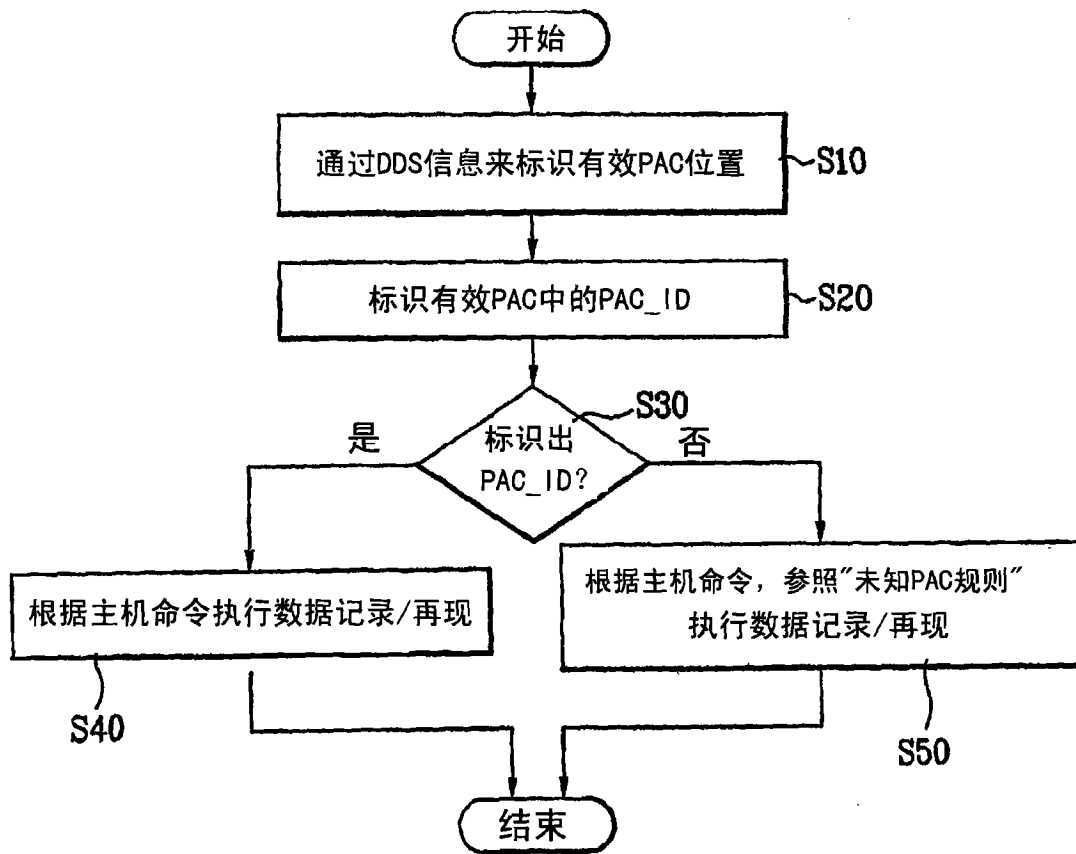 开始
通过DDS信息来标识有效PAC位置
S10
标识有效PAC中的PAC_ID
S20
S30
标识出
PAC_ID?
是
否
根据主机命令执行数据记录/再现
S40
根据主机命令, 参照"未知PAC规则"
执行数据记录/再现
S50
结束